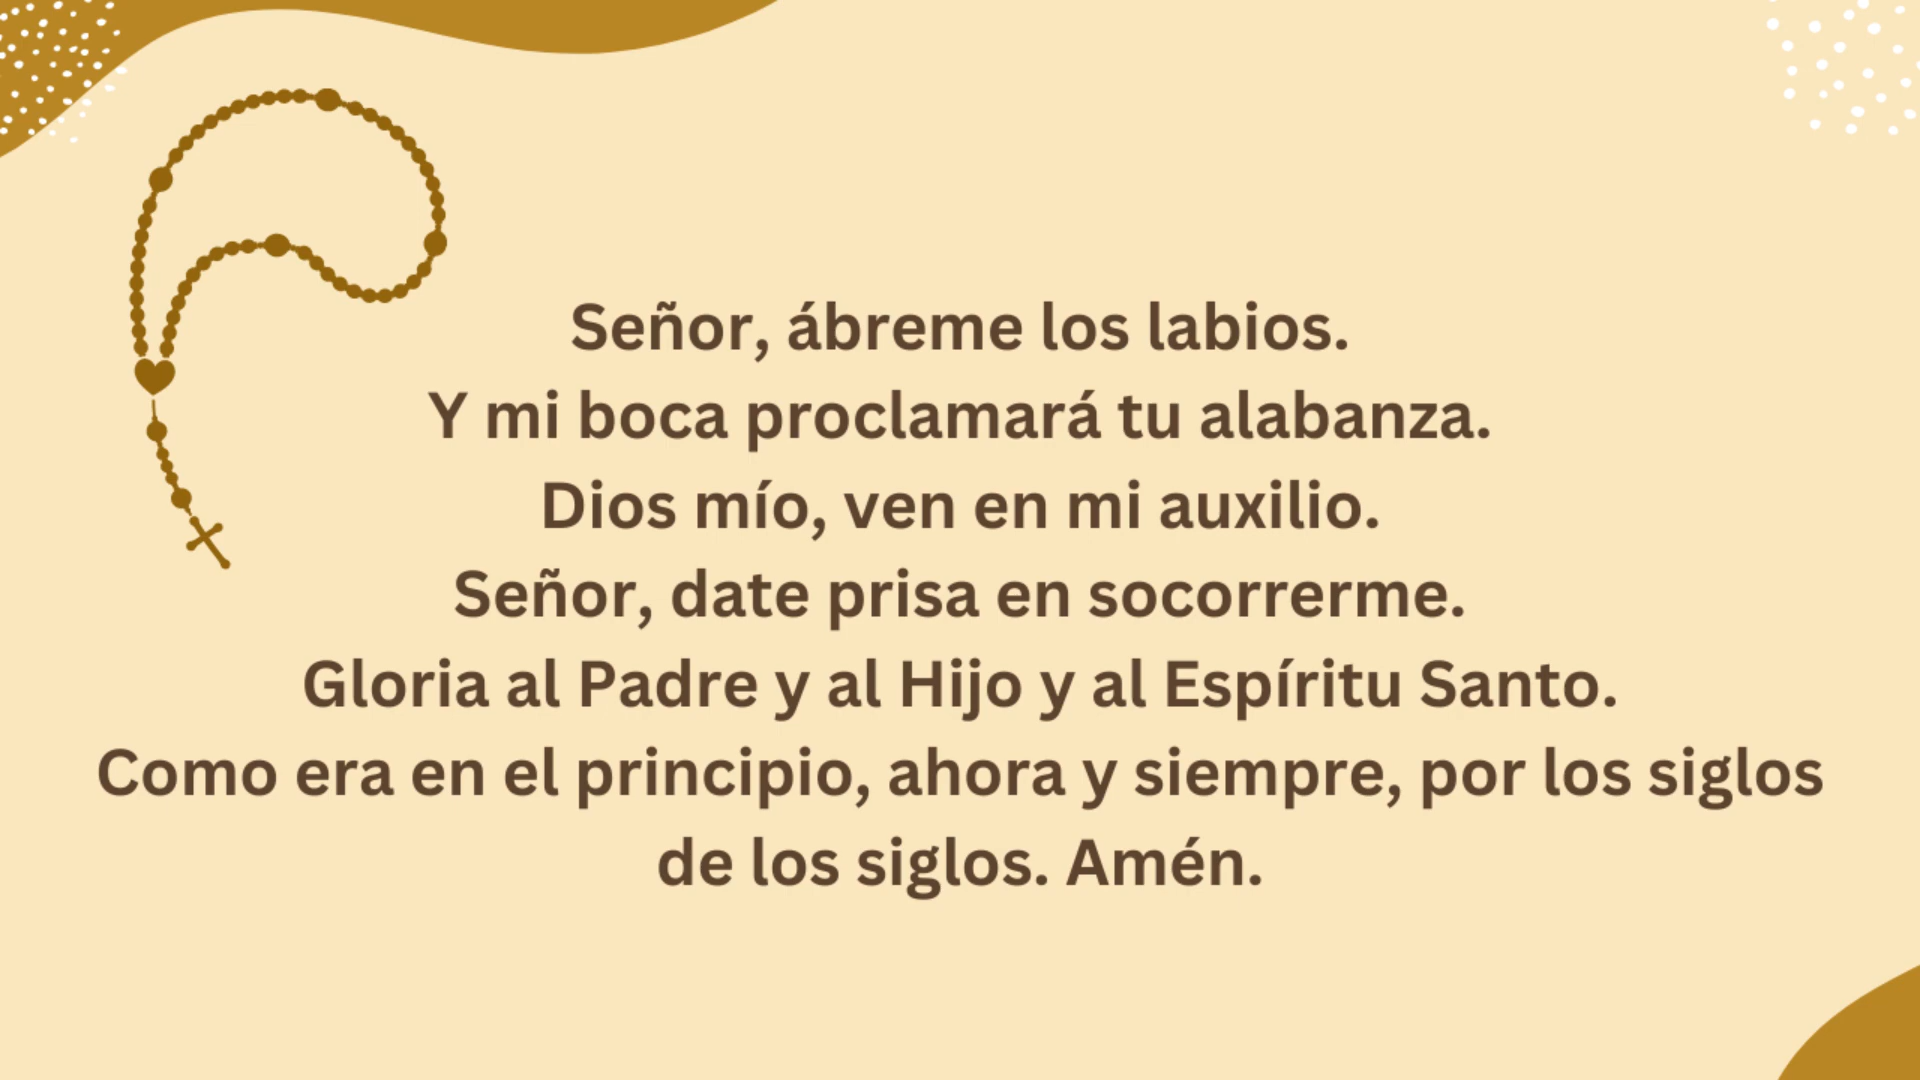 Señor, ábreme los labios.
Y mi boca proclamará tu alabanza.
Dios mío, ven en mi auxilio.
Señor, date prisa en socorrerme.
Gloria al Padre y al Hijo y al Espíritu Santo.
Como era en el principio, ahora y siempre, por los siglos
de los siglos. Amén.